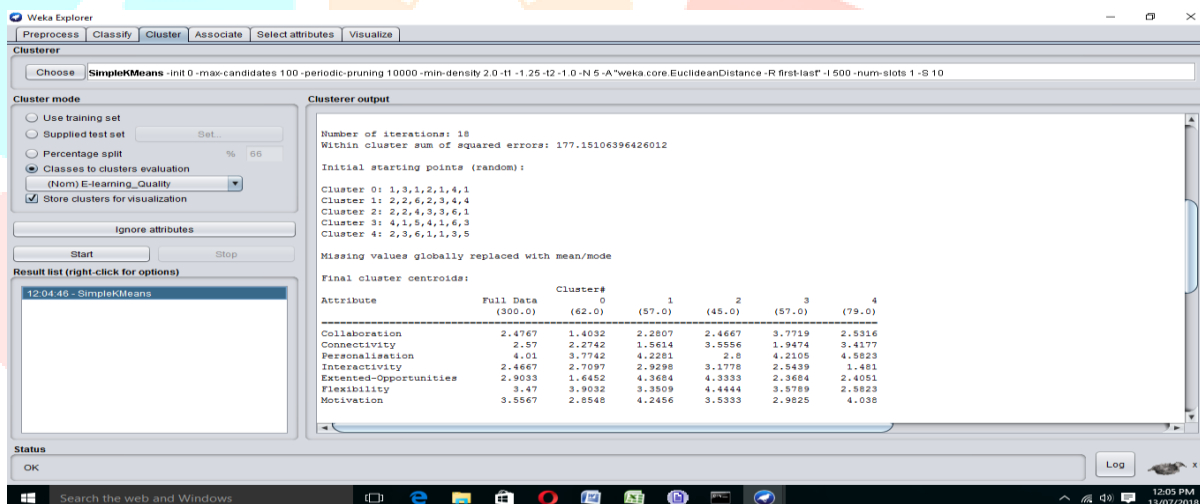 Weka Explorer
Preprocess Classify Cluster Associate Select attributes Visualize
Clusterer
Choose SimpleKMeans -init 0 -max-candidates 100 -periodic-pruning 10000 -min-density 2.0 -t1 -1.25 -t2 -1.0 -N 5 -A "weka.core.EuclideanDistance -R first-last" -I 500 -num-slots 1 -S 10
Cluster mode
Use training set
Supplied test set Set...
Percentage split % 66
Classes to clusters evaluation
(Nom) E-learning_Quality
Store clusters for visualization
Ignore attributes
Start Stop
Result list (right-click for options)
12:04:46 - SimpleKMeans
Clusterer output
Number of iterations: 18
Within cluster sum of squared errors: 177.15106396426012
Initial starting points (random):
Cluster 0: 1,3,1,2,1,4,1
Cluster 1: 2,2,6,2,3,4,4
Cluster 2: 2,2,4,3,3,6,1
Cluster 3: 4,1,5,4,1,6,3
Cluster 4: 2,3,6,1,1,3,5
Missing values globally replaced with mean/mode
Final cluster centroids:
Cluster#
Attribute Full Data 0 1 2 3 4
(300.0) (62.0) (57.0) (45.0) (57.0) (79.0)
Collaboration 2.4767 1.4032 2.2807 2.4667 3.7719 2.5316
Connectivity 2.57 2.2742 1.5614 3.5556 1.9474 3.4177
Personalisation 4.01 3.7742 4.2281 2.8 4.2105 4.5823
Interactivity 2.4667 2.7097 2.9298 3.1778 2.5439 1.481
Extented-Opportunities 2.9033 1.6452 4.3684 4.3333 2.3684 2.4051
Flexibility 3.47 3.9032 3.3509 4.4444 3.5789 2.5823
Motivation 3.5567 2.8548 4.2456 3.5333 2.9825 4.038
Status
OK
Log
x
Search the web and Windows
12:05 PM
13/07/2018